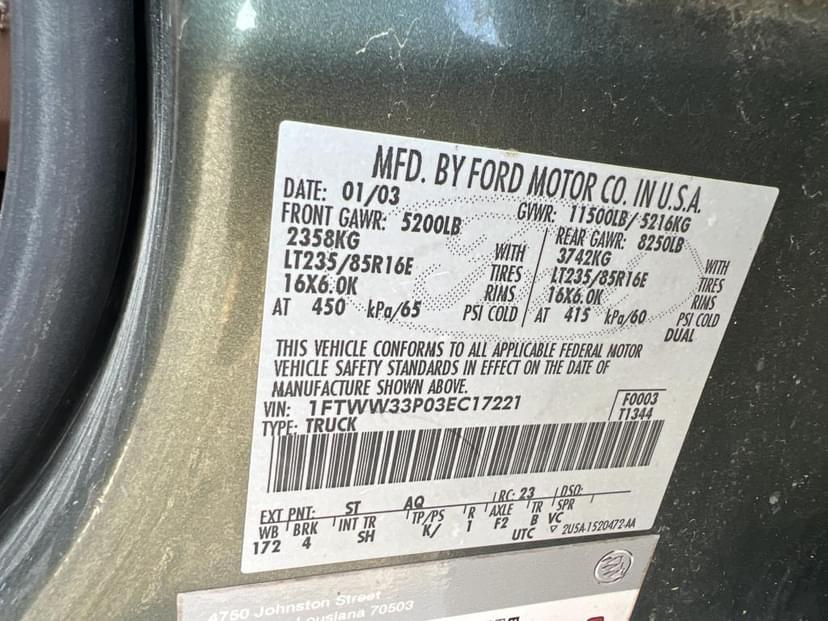 MFD. BY FORD MOTOR CO. IN U.S.A.
DATE: 01/03 GVWR: 11500LB/ 5216KG
FRONT GAWR: 5200LB REAR GAWR: 8250LB
2358KG WITH 3742KG WITH
LT235/85R16E TIRES LT235/85R16E TIRES
16X6.0K RIMS 16X6.0K RIMS
AT 450 kPa/65 PSI COLD AT 415 kPa/60 PSI COLD
DUAL
THIS VEHICLE CONFORMS TO ALL APPLICABLE FEDERAL MOTOR
VEHICLE SAFETY STANDARDS IN EFFECT ON THE DATE OF
MANUFACTURE SHOWN ABOVE.
VIN: 1FTWW33P03EC17221 F0003
TYPE: TRUCK T1344
EXT PNT: ST AQ RC: 23 DSO:
WB BRK INT TR TP/PS R AXLE TR SPR
172 4 SH K/ 1 F2 B VC
UTC ▽ 2U5A-1520472-AA
4750 Johnston Street
Lousiana 70503